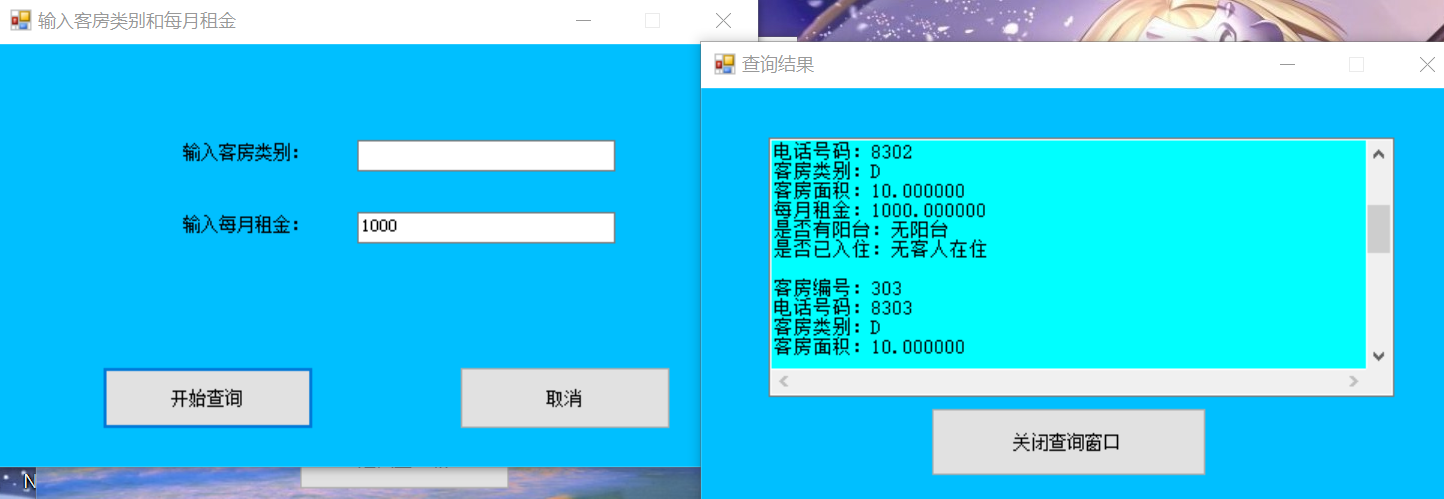 输入客房类别和每月租金
输入客房类别：
输入每月租金：
1000
开始查询
取消
N
查询结果
电话号码：8302
客房类别：D
客房面积：10.000000
每月租金：1000.000000
是否有阳台：无阳台
是否已入住：无客人在住
客房编号：303
电话号码：8303
客房类别：D
客房面积：10.000000
关闭查询窗口